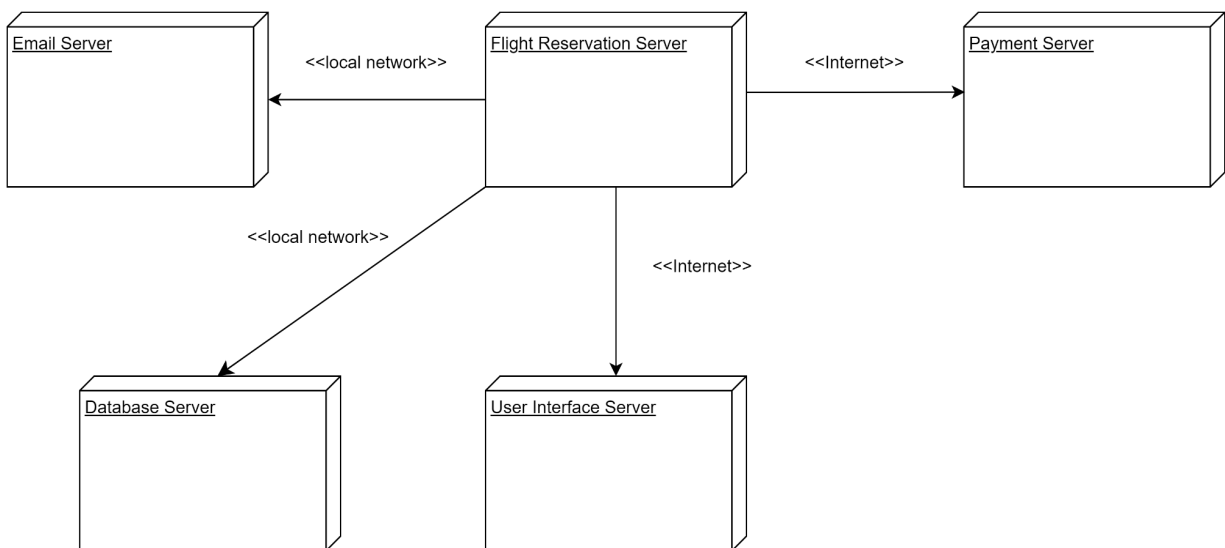 Email Server
Flight Reservation Server
Payment Server
<<local network>>
<<Internet>>
<<local network>>
<<Internet>>
Database Server
User Interface Server